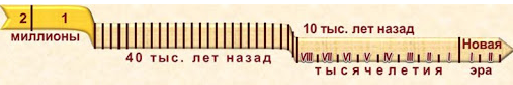 2 1
миллионы
40 тыс. лет назад
10 тыс. лет назад
VIII VII VI V IV III II I
тысячелетия
Новая
I II
эра